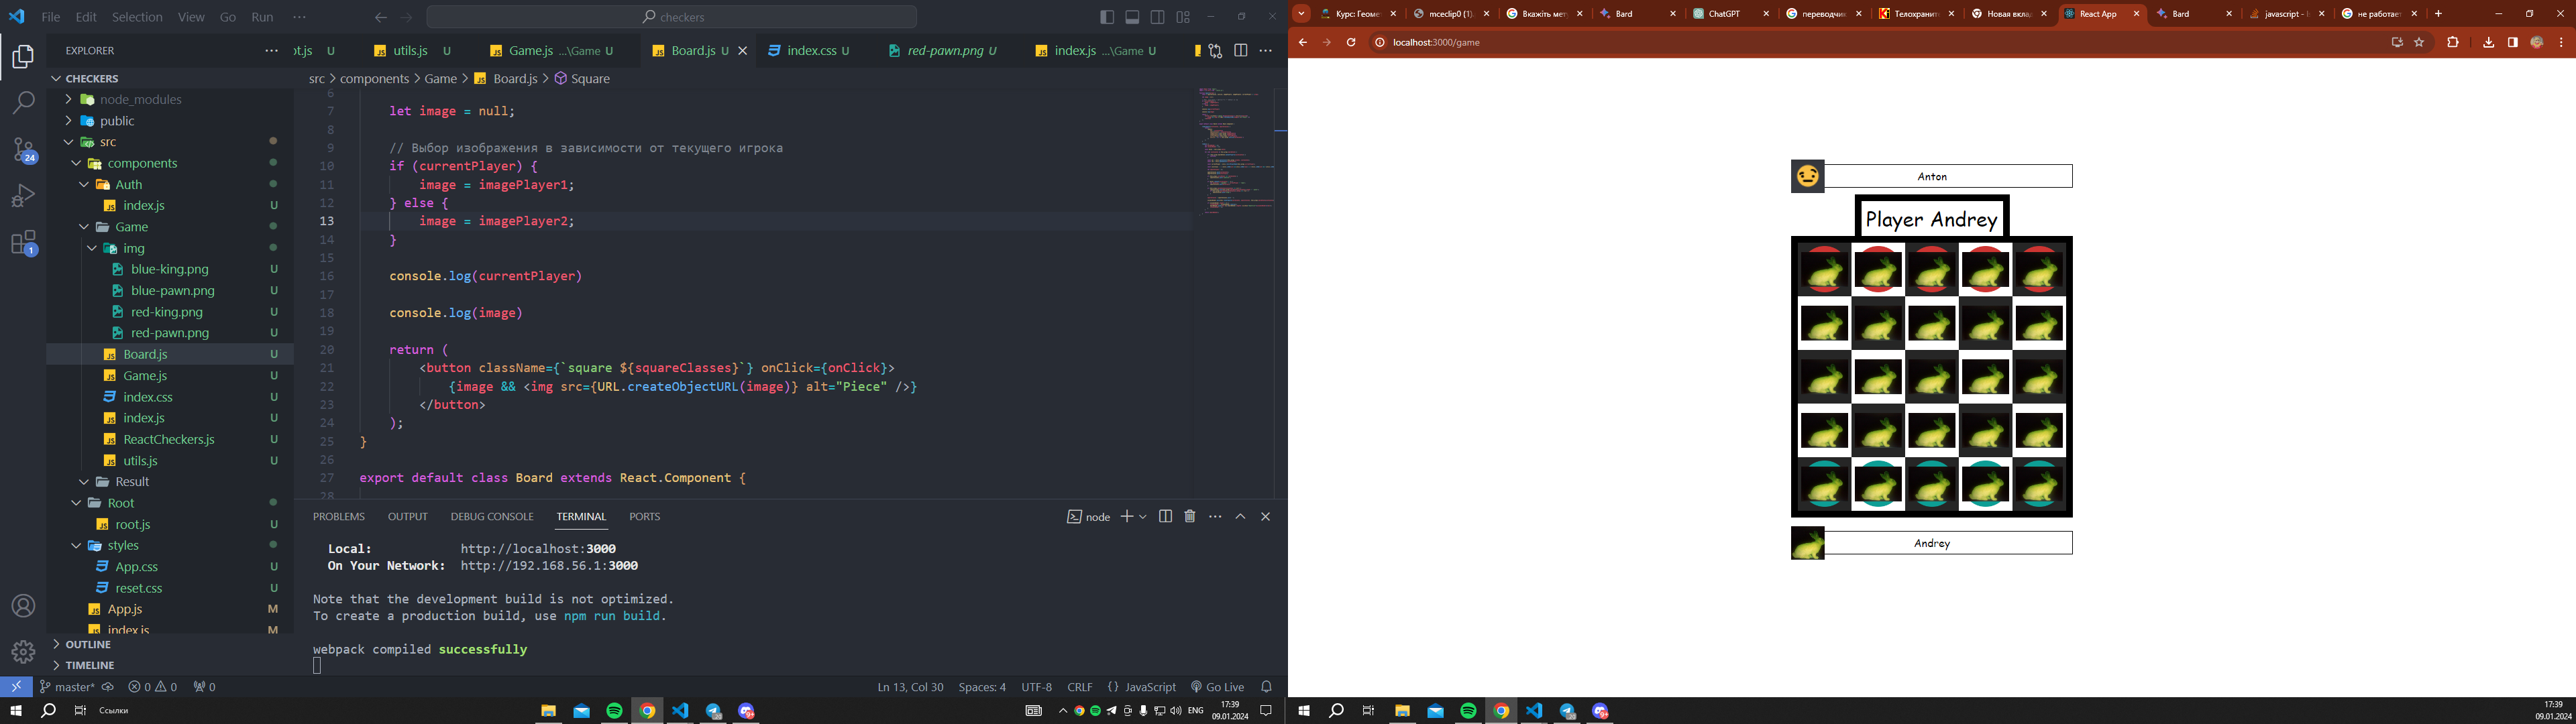 File Edit Selection View Go Run ···
checkers
EXPLORER
ot.js U
utils.js U
Game.js ...\Game U
Board.js U
index.css U
red-pawn.png U
index.js ...\Game U
CHECKERS
node_modules
public
src
components
Auth
index.js U
Game
img
blue-king.png U
blue-pawn.png U
red-king.png U
red-pawn.png U
Board.js U
Game.js U
index.css U
index.js U
ReactCheckers.js U
utils.js U
Result
Root
root.js U
styles
App.css U
reset.css U
App.js M
index.js M
OUTLINE
TIMELINE
24
1
src > components > Game > Board.js > Square
6
7 let image = null;
8
9 // Выбор изображения в зависимости от текущего игрока
10 if (currentPlayer) {
11 image = imagePlayer1;
12 } else {
13 image = imagePlayer2;
14 }
15
16 console.log(currentPlayer)
17
18 console.log(image)
19
20 return (
21 <button className={`square ${squareClasses}`} onClick={onClick}>
22 {image && <img src={URL.createObjectURL(image)} alt="Piece" />}
23 </button>
24 );
25 }
26
27 export default class Board extends React.Component {
28
PROBLEMS OUTPUT DEBUG CONSOLE TERMINAL PORTS
node
Local: http://localhost:3000
On Your Network: http://192.168.56.1:3000
Note that the development build is not optimized.
To create a production build, use npm run build.
webpack compiled successfully
master* 0 0 0
Ln 13, Col 30 Spaces: 4 UTF-8 CRLF {} JavaScript Go Live
Ссылки
ENG
17:39
09.01.2024
Курс: Геомет
mceclip0 (1).
Вкажіть мет
Bard
ChatGPT
переводчик
Телохранит
Новая вклад
React App
Bard
javascript - I
не работает
localhost:3000/game
Anton
Player Andrey
Andrey
17:39
09.01.2024